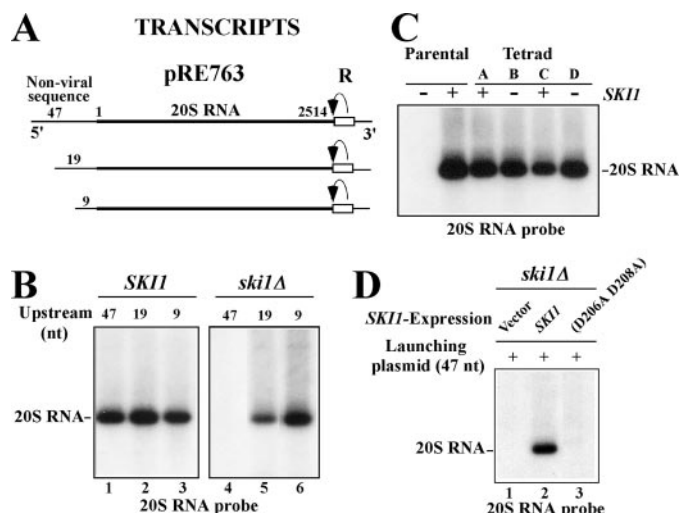 A
TRANSCRIPTS
pRE763
R
Non-viral
sequence
47 1 20S RNA 2514
5' 3'
19
9
B
SKI1 ski1Δ
Upstream 47 19 9 47 19 9
(nt)
20S RNA-
1 2 3 4 5 6
20S RNA probe
C
Parental Tetrad
A B C D
- + + - + - SKI1
-20S RNA
20S RNA probe
D
ski1Δ
SKI1-Expression Vector SKI1 (D206A D208A)
Launching
plasmid (47 nt) + + +
20S RNA-
1 2 3
20S RNA probe